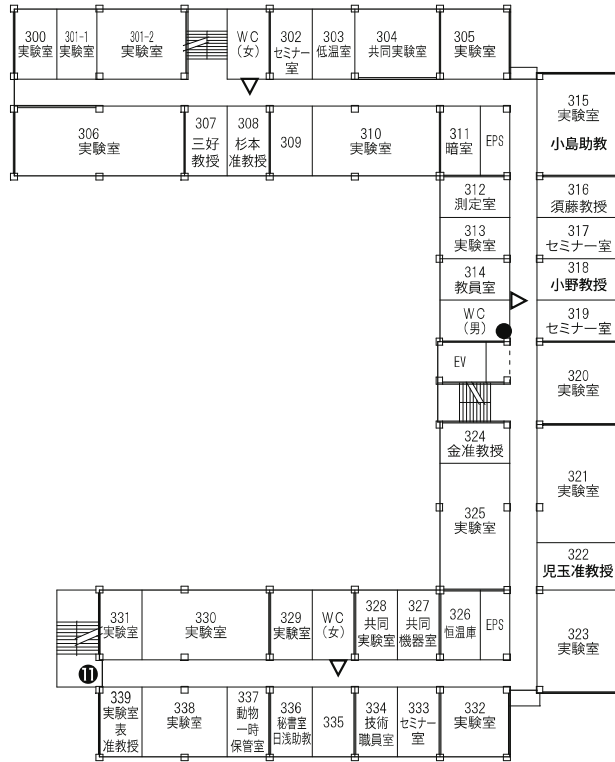 300
実験室
301-1
実験室
301-2
実験室
WC
(女)
302
セミナー
室
303
低温室
304
共同実験室
305
実験室
306
実験室
307
三好
教授
308
杉本
准教授
309
310
実験室
311
暗室
EPS
315
実験室
小島助教
312
測定室
316
須藤教授
313
実験室
317
セミナー室
314
教員室
318
小野教授
WC
(男)
319
セミナー室
EV
320
実験室
324
金准教授
321
実験室
325
実験室
322
児玉准教授
331
実験室
330
実験室
329
実験室
WC
(女)
328
共同
実験室
327
共同
機器室
326
恒温庫
EPS
323
実験室
11
339
実験室
表
准教授
338
実験室
337
動物
一時
保管室
336
秘書室
日浅助教
335
334
技術
職員室
333
セミナー
室
332
実験室